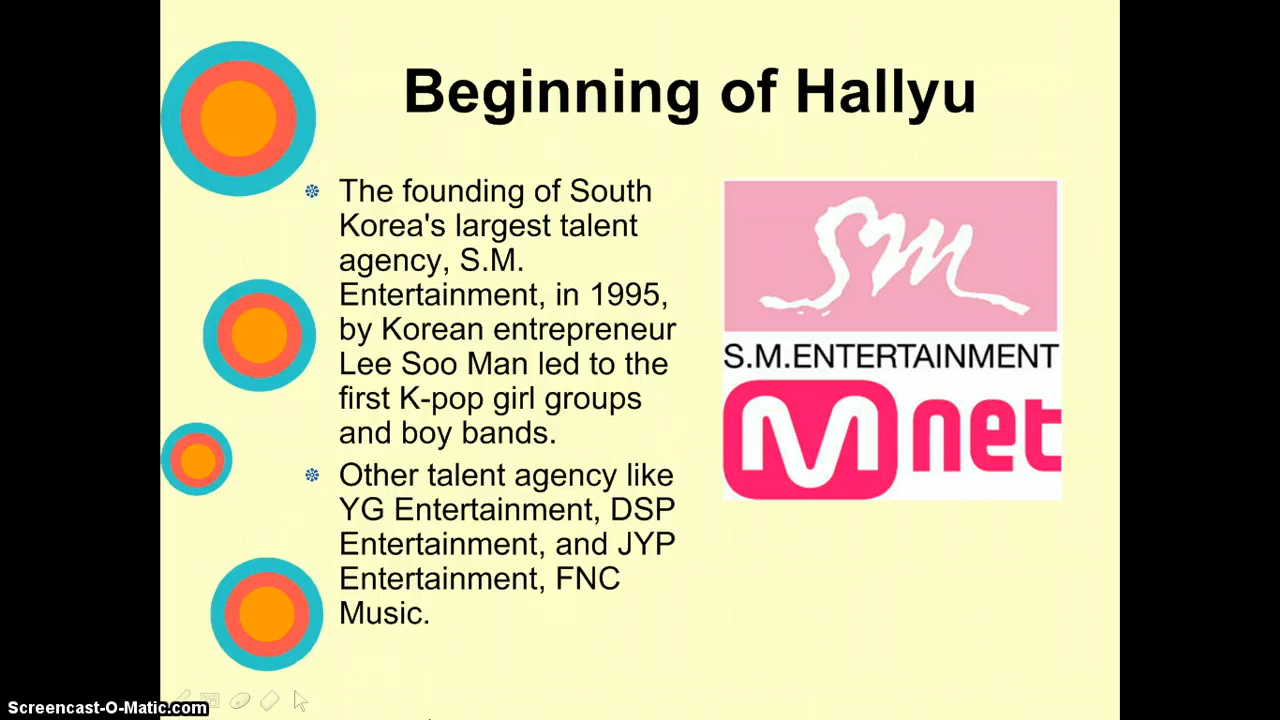 Beginning of Hallyu
The founding of South
Korea's largest talent
agency, S.M.
Entertainment, in 1995,
by Korean entrepreneur
Lee Soo Man led to the
first K-pop girl groups
and boy bands.
Other talent agency like
YG Entertainment, DSP
Entertainment, and JYP
Entertainment, FNC
Music.
sm
S.M.ENTERTAINMENT
Mnet
Screencast-O-Matic.com